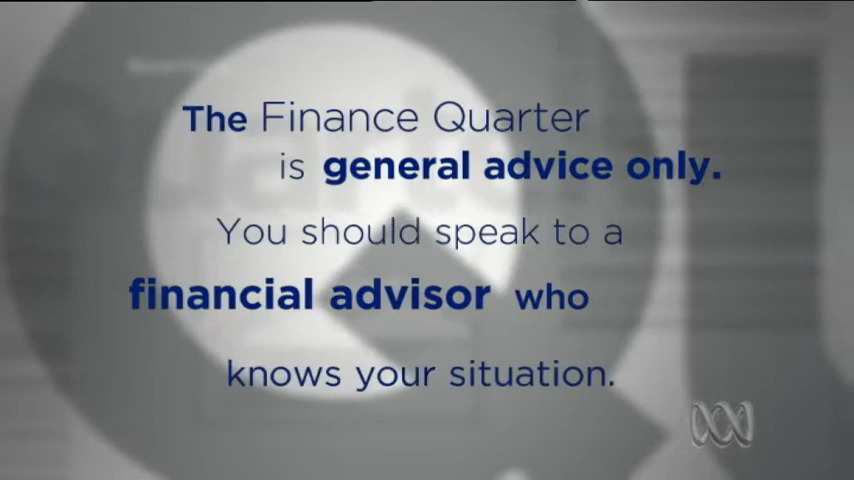 The Finance Quarter
is general advice only.
You should speak to a
financial advisor who
knows your situation.